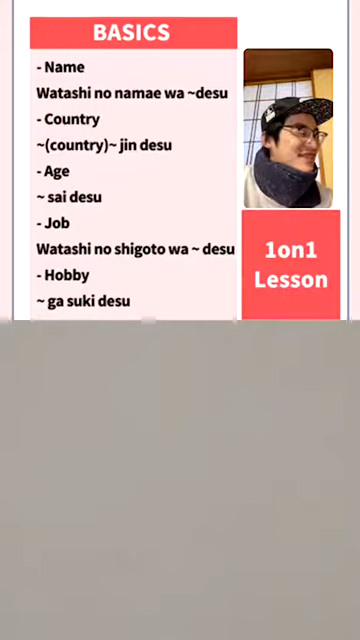 BASICS
- Name
Watashi no namae wa ~desu
- Country
~(country)~ jin desu
- Age
~ sai desu
- Job
Watashi no shigoto wa ~ desu
- Hobby
~ ga suki desu
1on1
Lesson